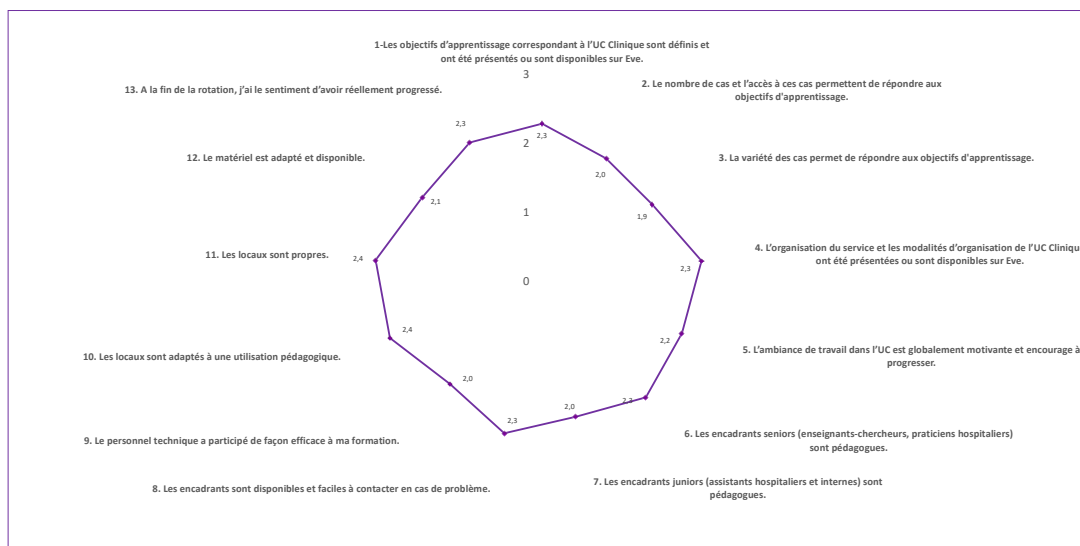 1-Les objectifs d'apprentissage correspondant à l'UC Clinique sont définis et
ont été présentés ou sont disponibles sur Eve.
3
13. A la fin de la rotation, j'ai le sentiment d'avoir réellement progressé.
2. Le nombre de cas et l'accès à ces cas permettent de répondre aux
objectifs d'apprentissage.
2,3
2,3
2
12. Le matériel est adapté et disponible.
3. La variété des cas permet de répondre aux objectifs d'apprentissage.
2,0
2,1
1
1,9
11. Les locaux sont propres.
2,4
4. L'organisation du service et les modalités d'organisation de l'UC Clinique
ont été présentées ou sont disponibles sur Eve.
2,3
0
2,4
2,2
10. Les locaux sont adaptés à une utilisation pédagogique.
5. L'ambiance de travail dans l'UC est globalement motivante et encourage à
progresser.
2,0
2,3
2,0
2,3
9. Le personnel technique a participé de façon efficace à ma formation.
6. Les encadrants seniors (enseignants-chercheurs, praticiens hospitaliers)
sont pédagogues.
8. Les encadrants sont disponibles et faciles à contacter en cas de problème.
7. Les encadrants juniors (assistants hospitaliers et internes) sont
pédagogues.